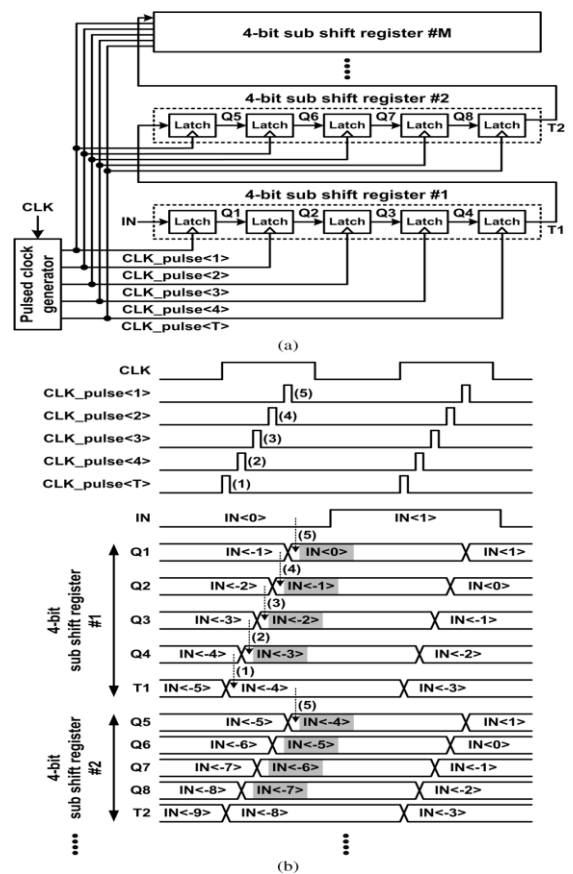 4-bit sub shift register #M
4-bit sub shift register #2
Latch Q5 Latch Q6 Latch Q7 Latch Q8 Latch
T2
4-bit sub shift register #1
CLK
IN Latch Q1 Latch Q2 Latch Q3 Latch Q4 Latch
T1
Pulsed clock generator
CLK_pulse<1>
CLK_pulse<2>
CLK_pulse<3>
CLK_pulse<4>
CLK_pulse<T>
(a)
CLK
CLK_pulse<1> (5)
CLK_pulse<2> (4)
CLK_pulse<3> (3)
CLK_pulse<4> (2)
CLK_pulse<T> (1)
IN IN<0> IN<1>
(5)
4-bit sub shift register #1
Q1 IN<-1> IN<0> IN<1>
(4)
Q2 IN<-2> IN<-1> IN<0>
(3)
Q3 IN<-3> IN<-2> IN<-1>
(2)
Q4 IN<-4> IN<-3> IN<-2>
(1)
T1 IN<-5> IN<-4> IN<-3>
(5)
4-bit sub shift register #2
Q5 IN<-5> IN<-4> IN<1>
Q6 IN<-6> IN<-5> IN<0>
Q7 IN<-7> IN<-6> IN<-1>
Q8 IN<-8> IN<-7> IN<-2>
T2 IN<-9> IN<-8> IN<-3>
(b)